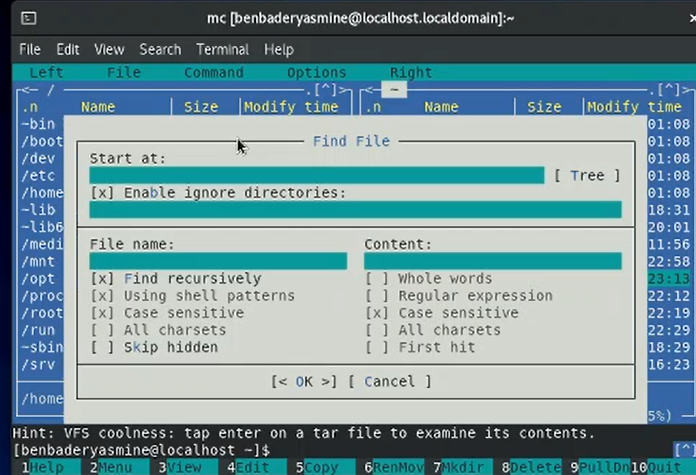 mc [benbaderyasmine@localhost.localdomain]:~
File Edit View Search Terminal Help
Left File Command Options Right
<— / .[^]> <— ~ .[^]>
.n Name Size Modify time .n Name Size Modify time
~bin 01:08
/boot 01:08
/dev 01:08
/etc 01:08
/home 01:08
~lib 18:31
~lib6 20:01
/medi 11:56
/mnt 22:58
/opt 23:13
/proc 22:12
/root 22:19
/run 22:29
~sbin 22:19
/srv 16:23
/home 5%)
Find File
Start at:
[ Tree ]
[x] Enable ignore directories:
File name: Content:
[x] Find recursively [ ] Whole words
[x] Using shell patterns [ ] Regular expression
[x] Case sensitive [x] Case sensitive
[ ] All charsets [ ] All charsets
[ ] Skip hidden [ ] First hit
[< OK >] [ Cancel ]
Hint: VFS coolness: tap enter on a tar file to examine its contents.
[benbaderyasmine@localhost ~]$ [^]
1Help 2Menu 3View 4Edit 5Copy 6RenMov 7Mkdir 8Delete 9PullDn 10Quit